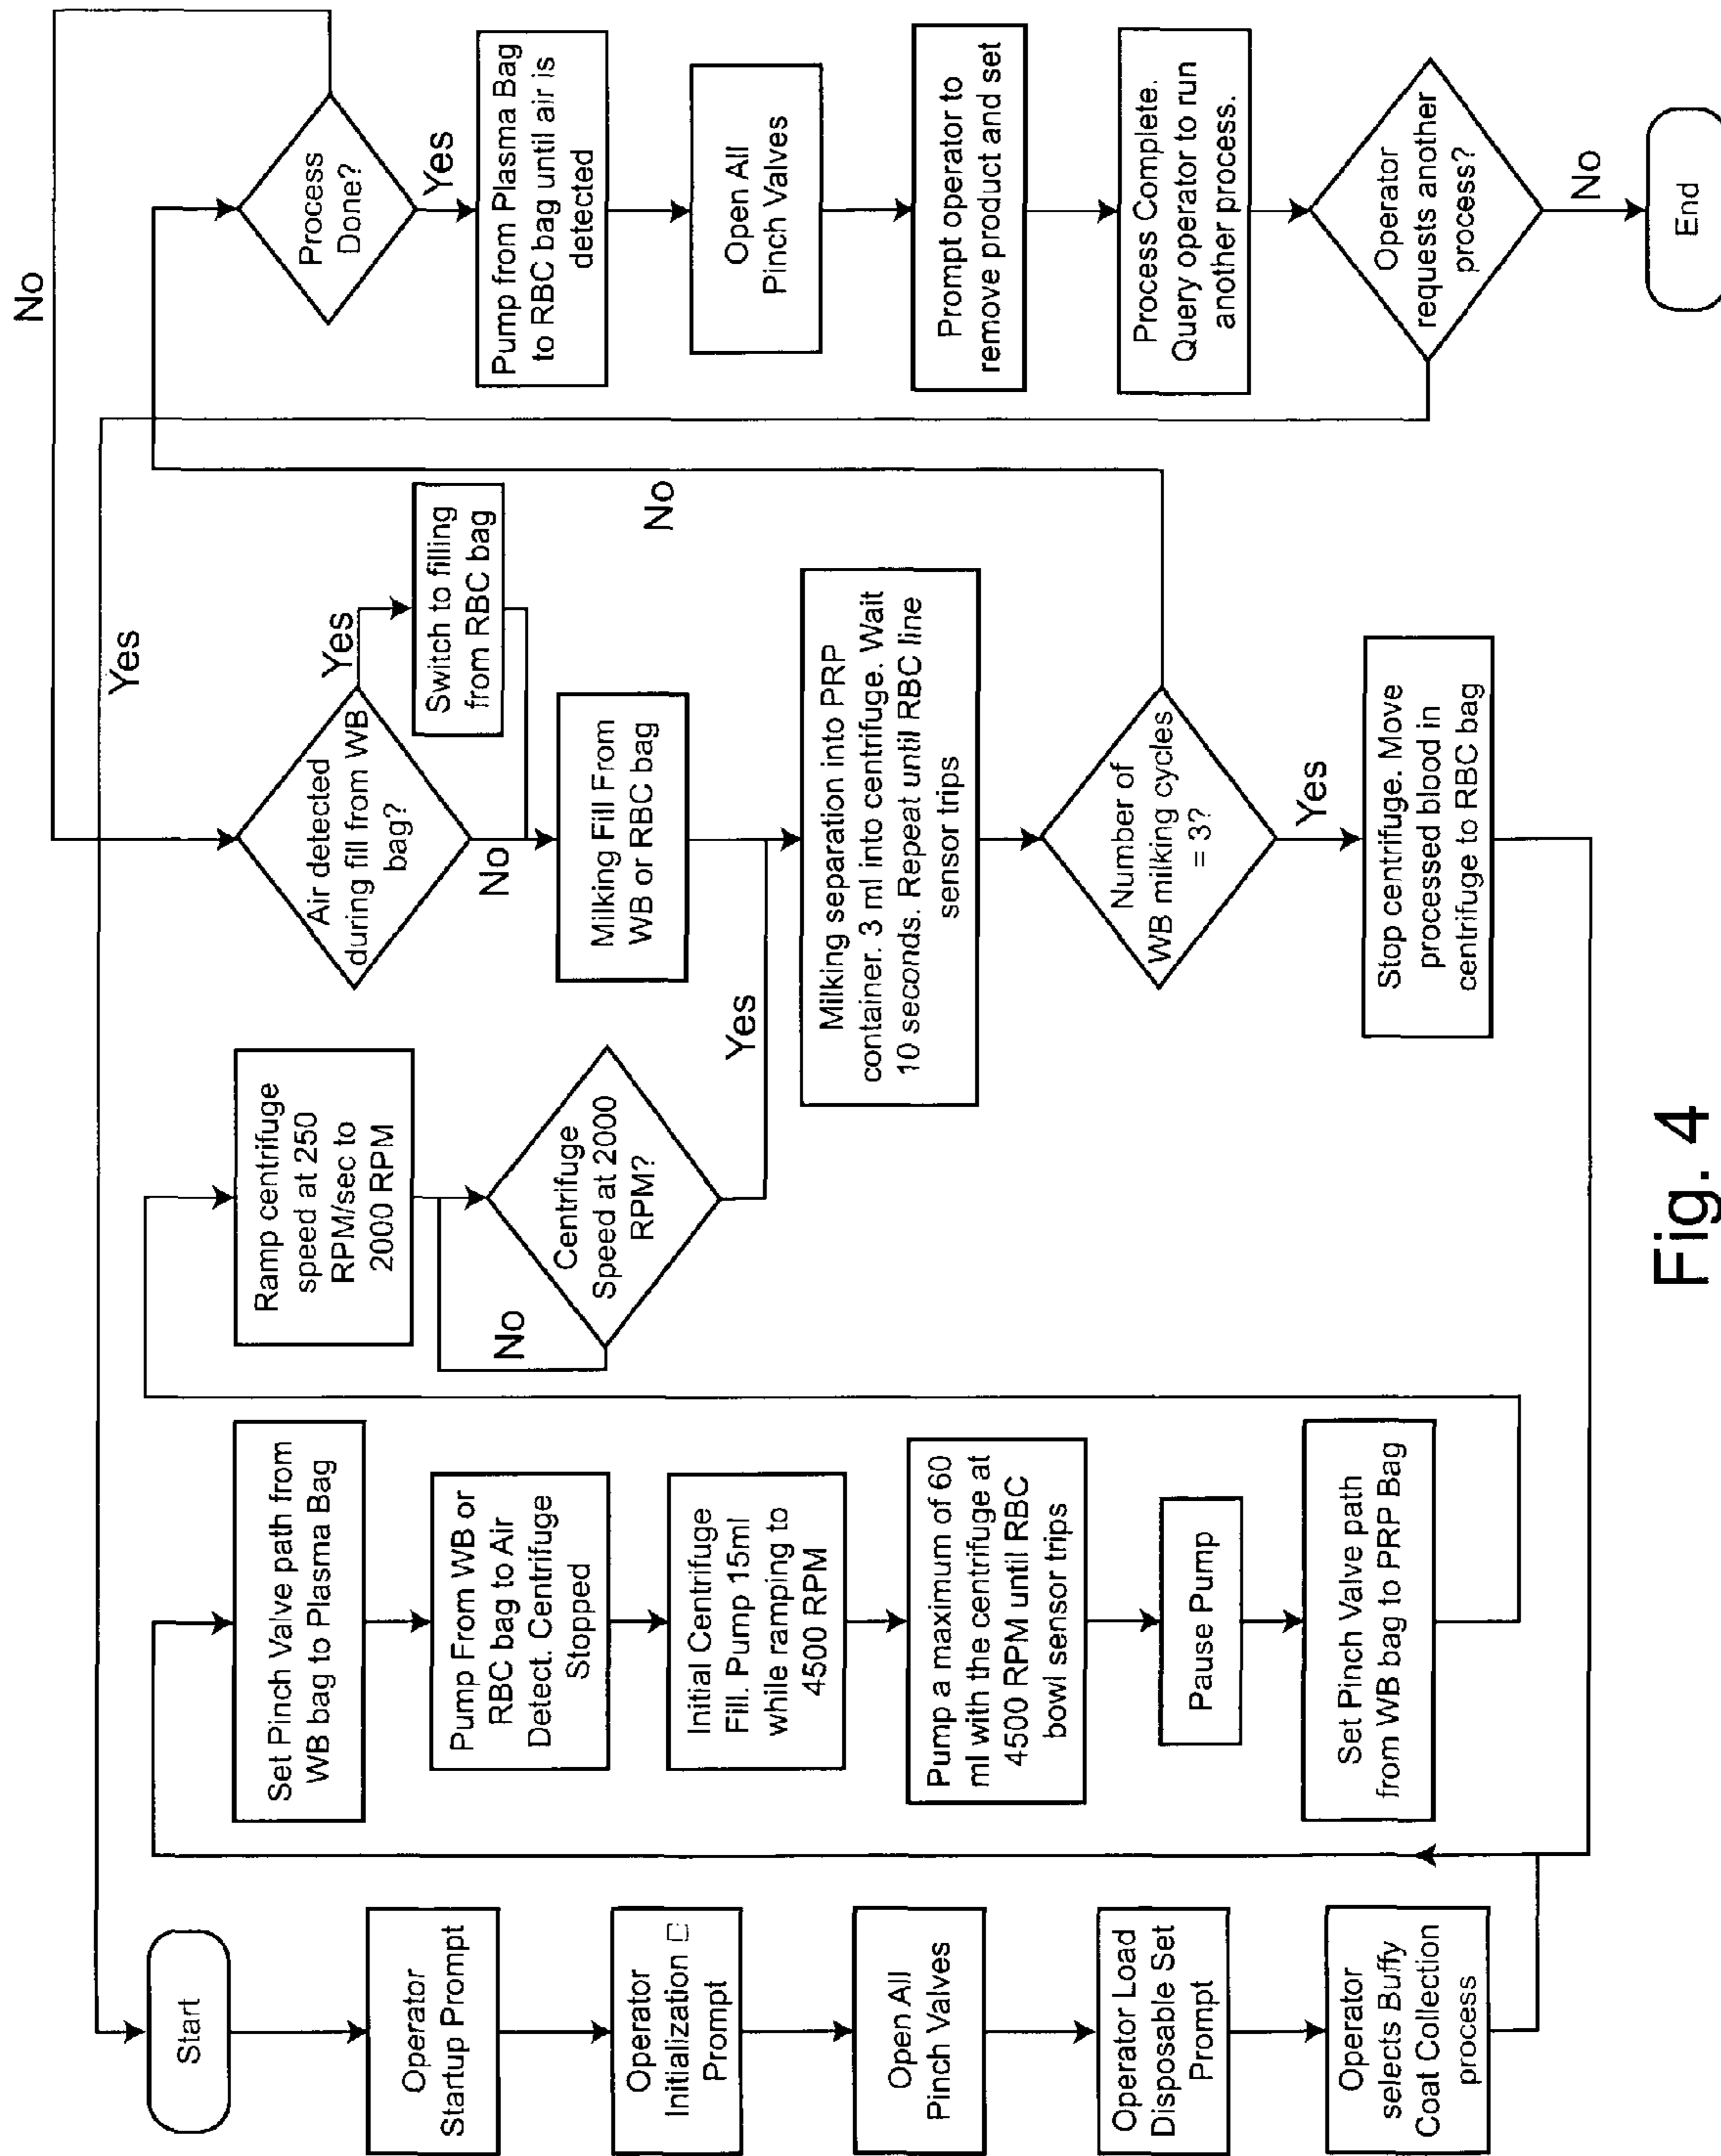 Start
Operator
Startup Prompt
Operator
Initialization □
Prompt
Open All
Pinch Valves
Operator Load
Disposable Set
Prompt
Operator
selects Buffy
Coat Collection
process
Set Pinch Valve path from
WB bag to Plasma Bag
Pump From WB or
RBC bag to Air
Detect. Centrifuge
Stopped
Initial Centrifuge
Fill. Pump 15ml
while ramping to
4500 RPM
Pump a maximum of 60
ml with the centrifuge at
4500 RPM until RBC
bowl sensor trips
Pause Pump
Set Pinch Valve path
from WB bag to PRP Bag
Ramp centrifuge
speed at 250
RPM/sec to
2000 RPM
Centrifuge
Speed at 2000
RPM?
No
Yes
Air detected
during fill from WB
bag?
Yes
No
Switch to filling
from RBC bag
Milking Fill From
WB or RBC bag
Milking separation into PRP
container. 3 ml into centrifuge. Wait
10 seconds. Repeat until RBC line
sensor trips
Number of
WB milking cycles
= 3?
No
Yes
Stop centrifuge. Move
processed blood in
centrifuge to RBC bag
Process
Done?
No
Yes
Pump from Plasma Bag
to RBC bag until air is
detected
Open All
Pinch Valves
Prompt operator to
remove product and set
Process Complete.
Query operator to run
another process.
Operator
requests another
process?
Yes
No
End
Fig. 4